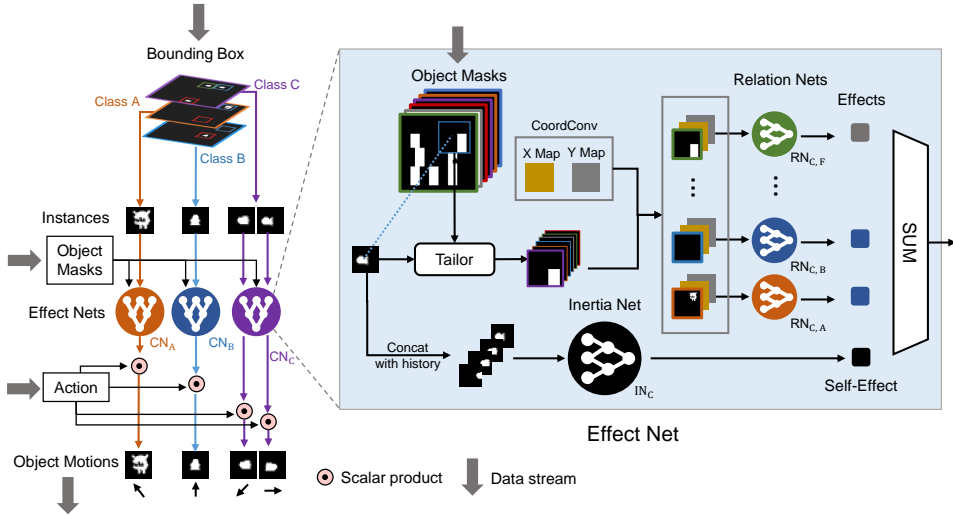 Bounding Box
Class C
Class A
Class B
Instances
Object
Masks
Effect Nets
CN_A
CN_B
CN_C
Action
Object Motions
Scalar product
Data stream
Object Masks
CoordConv
X Map
Y Map
Tailor
Relation Nets
Effects
RN_C, F
RN_C, B
RN_C, A
SUM
Inertia Net
Concat
with history
IN_C
Self-Effect
Effect Net